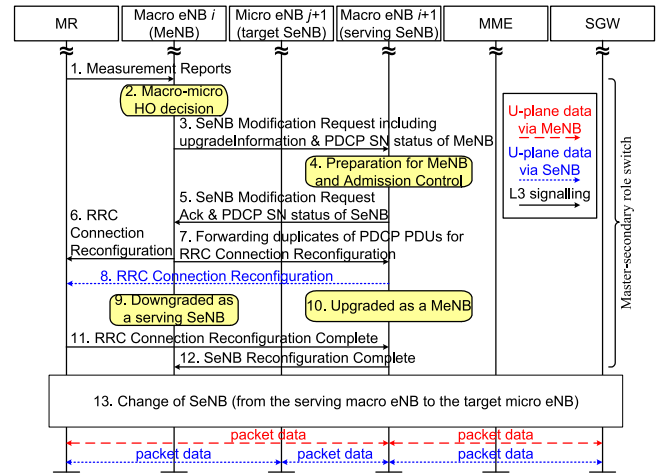 MR
Macro eNB i
(MeNB)
Micro eNB j+1
(target SeNB)
Macro eNB i+1
(serving SeNB)
MME
SGW
1. Measurement Reports
2. Macro-micro
HO decision
3. SeNB Modification Request including
upgradeInformation & PDCP SN status of MeNB
4. Preparation for MeNB
and Admission Control
5. SeNB Modification Request
Ack & PDCP SN status of SeNB
6. RRC
Connection
Reconfiguration
7. Forwarding duplicates of PDCP PDUs for
RRC Connection Reconfiguration
8. RRC Connection Reconfiguration
9. Downgraded as
a serving SeNB
10. Upgraded as a MeNB
11. RRC Connection Reconfiguration Complete
12. SeNB Reconfiguration Complete
U-plane data
via MeNB
U-plane data
via SeNB
L3 signalling
Master-secondary role switch
13. Change of SeNB (from the serving macro eNB to the target micro eNB)
packet data
packet data
packet data
packet data
packet data